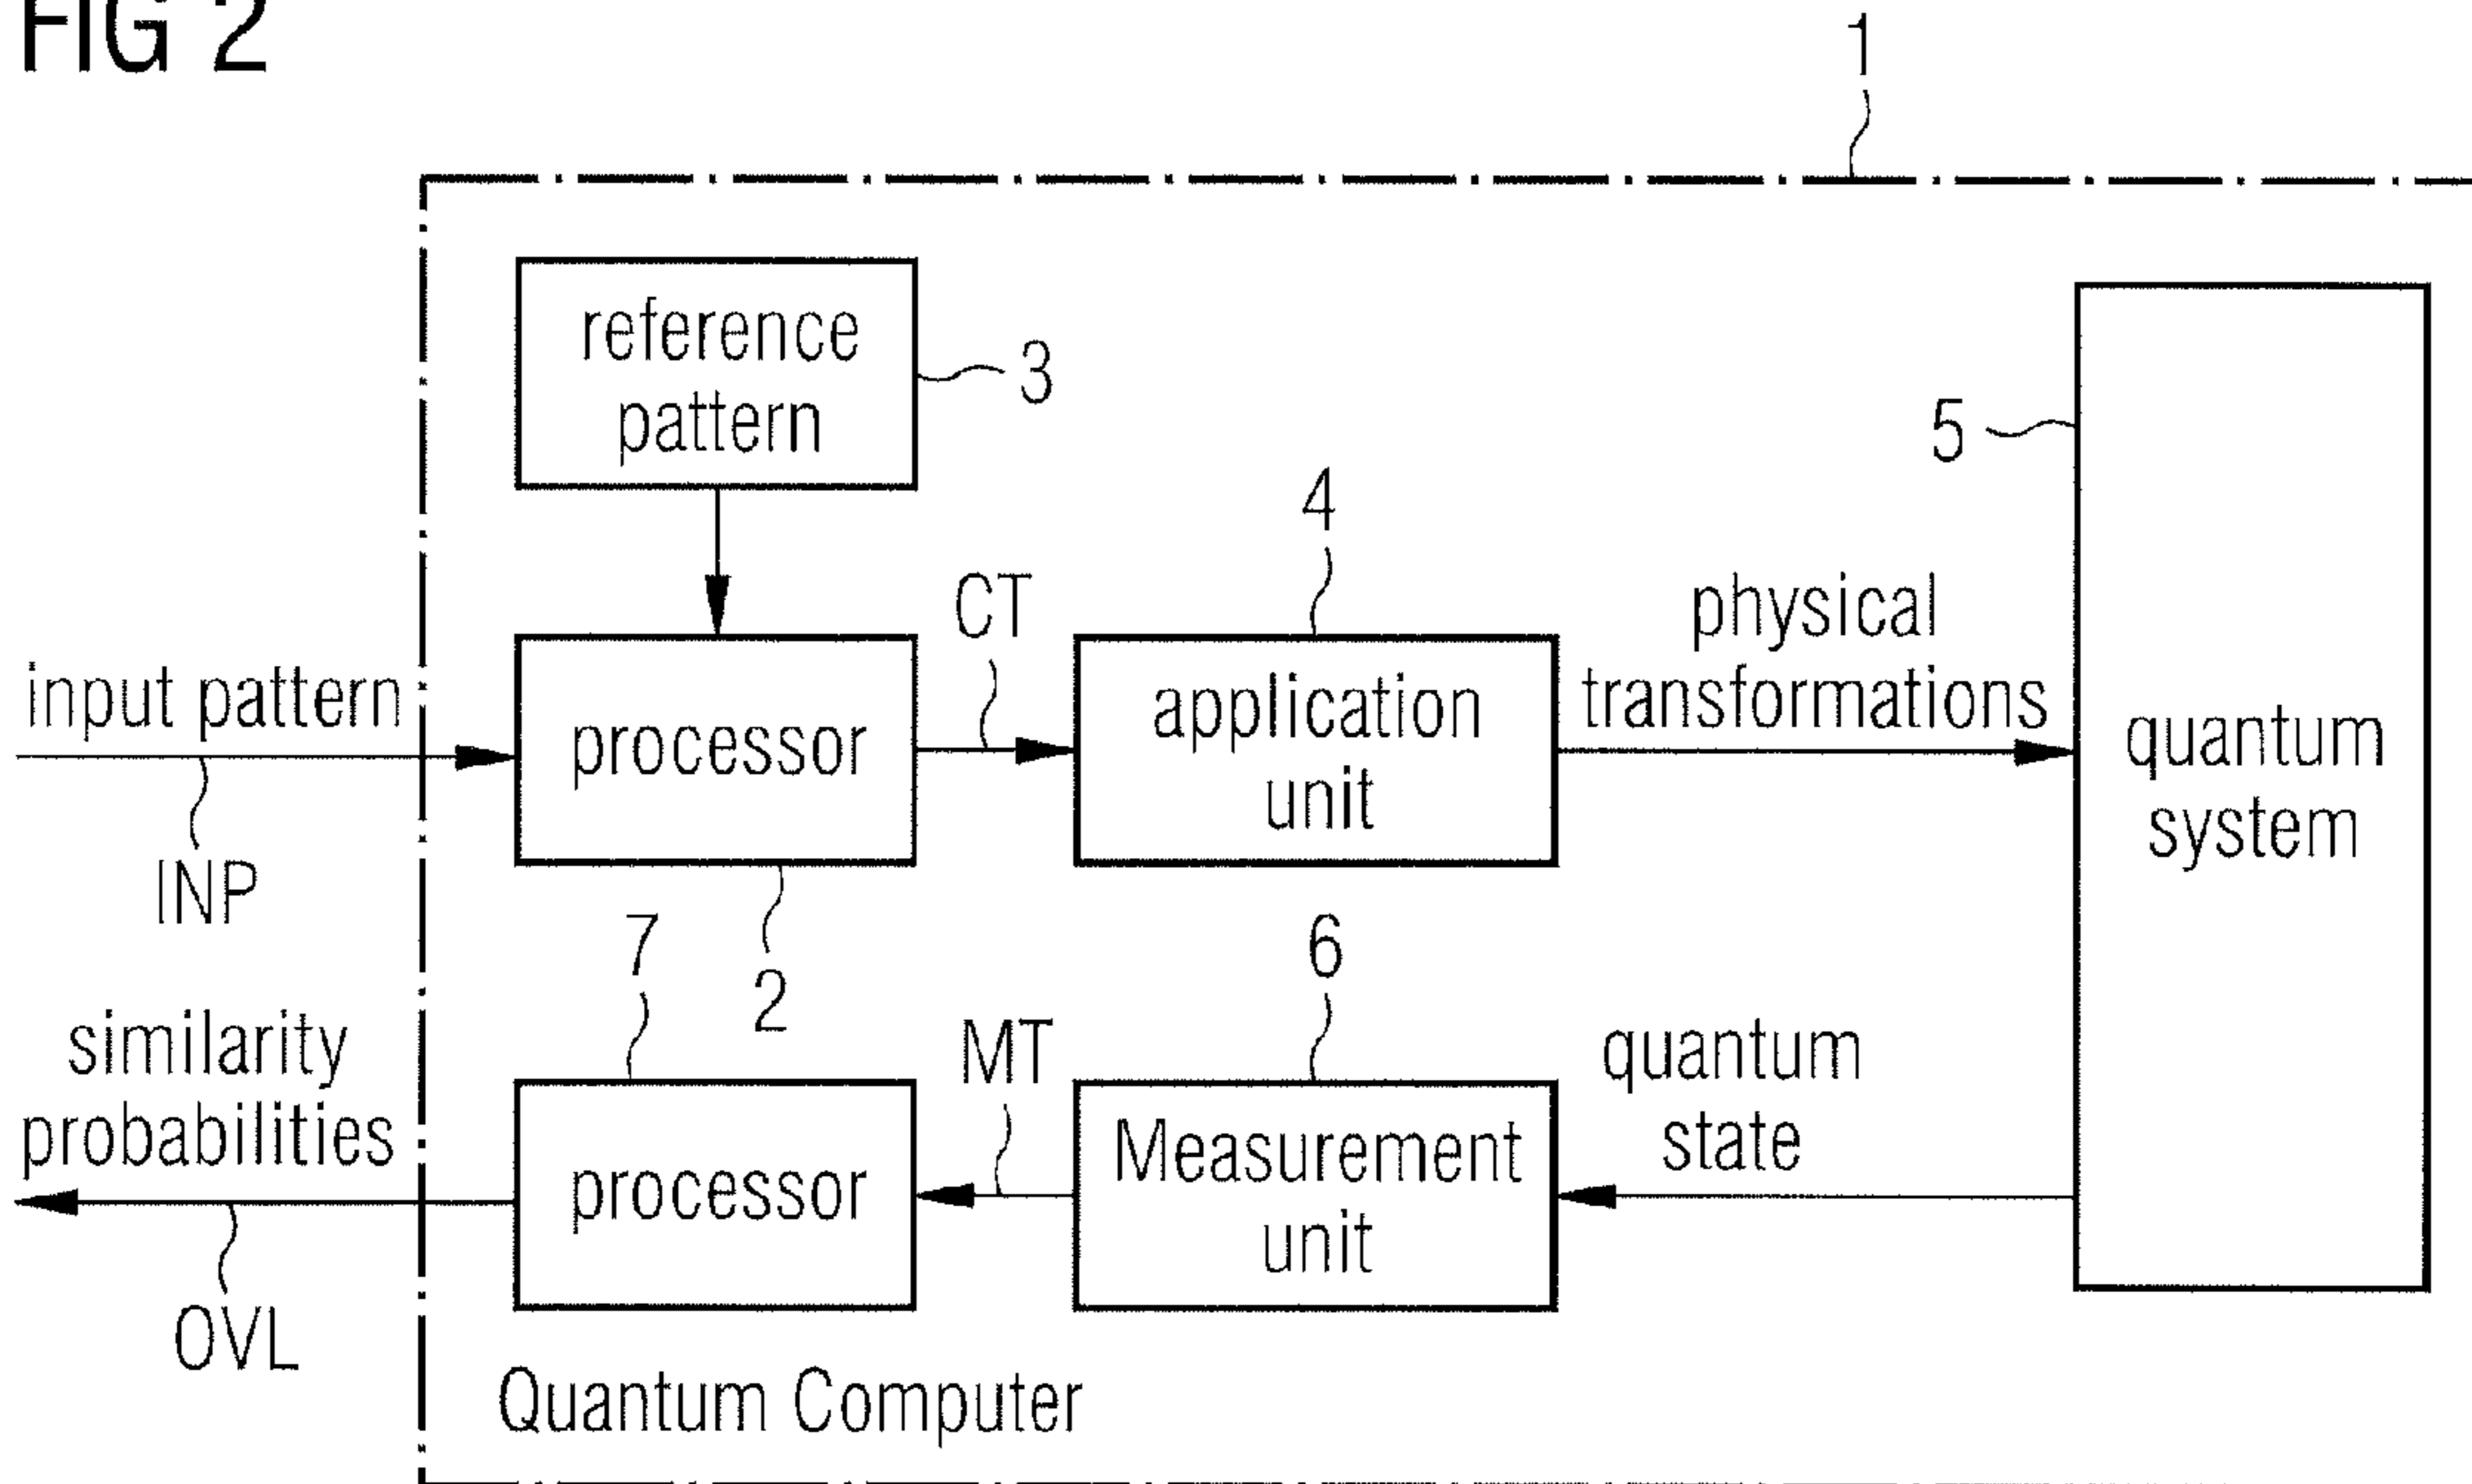 FIG 2
1
reference
pattern
3
5
4
CT
physical
transformations
input pattern
processor
application
unit
quantum
system
INP
2
7
6
similarity
probabilities
MT
quantum
state
processor
Measurement
unit
OVL
Quantum Computer